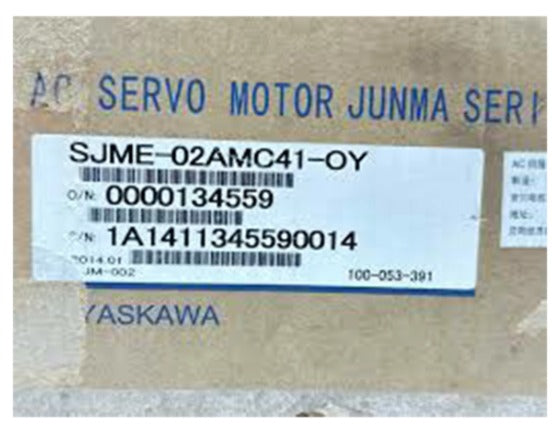 AC SERVO MOTOR JUNMA SERI
SJME-02AMC41-OY
O/N: 0000134559
S/N: 1A1411345590014
2014.01
JM-002 100-053-391
YASKAWA